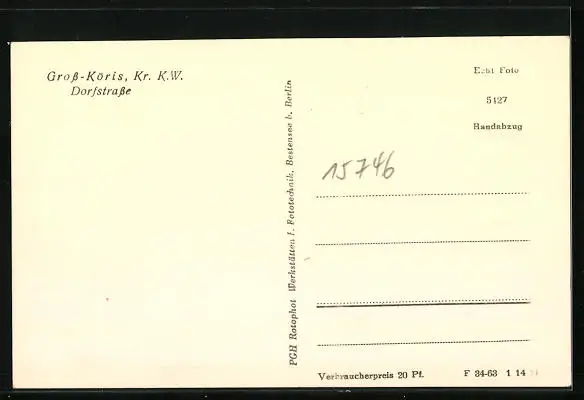 Groß-Köris, Kr. K.W.
Dorfstraße
PGH Rotophot Werkstätten f. Fototechnik, Bestensee b. Berlin
Echt Foto
5127
Handabzug
15746
Verbraucherpreis 20 Pf.
F 34-63 1 14